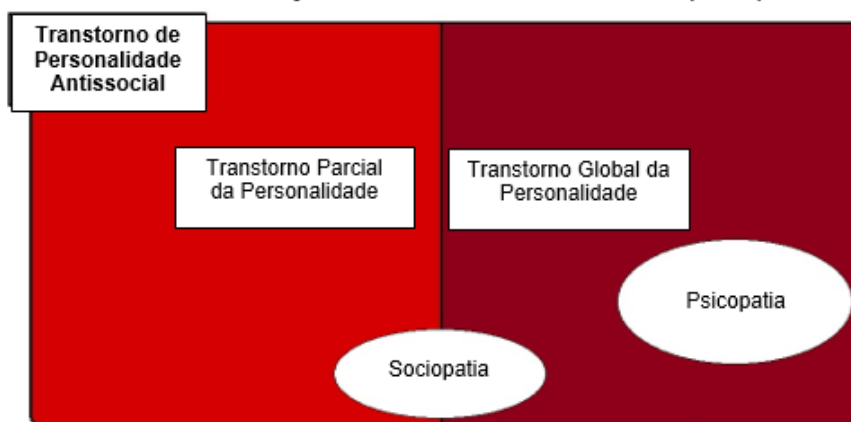 Transtorno de
Personalidade
Antissocial
Transtorno Parcial
da Personalidade
Transtorno Global da
Personalidade
Psicopatia
Sociopatia